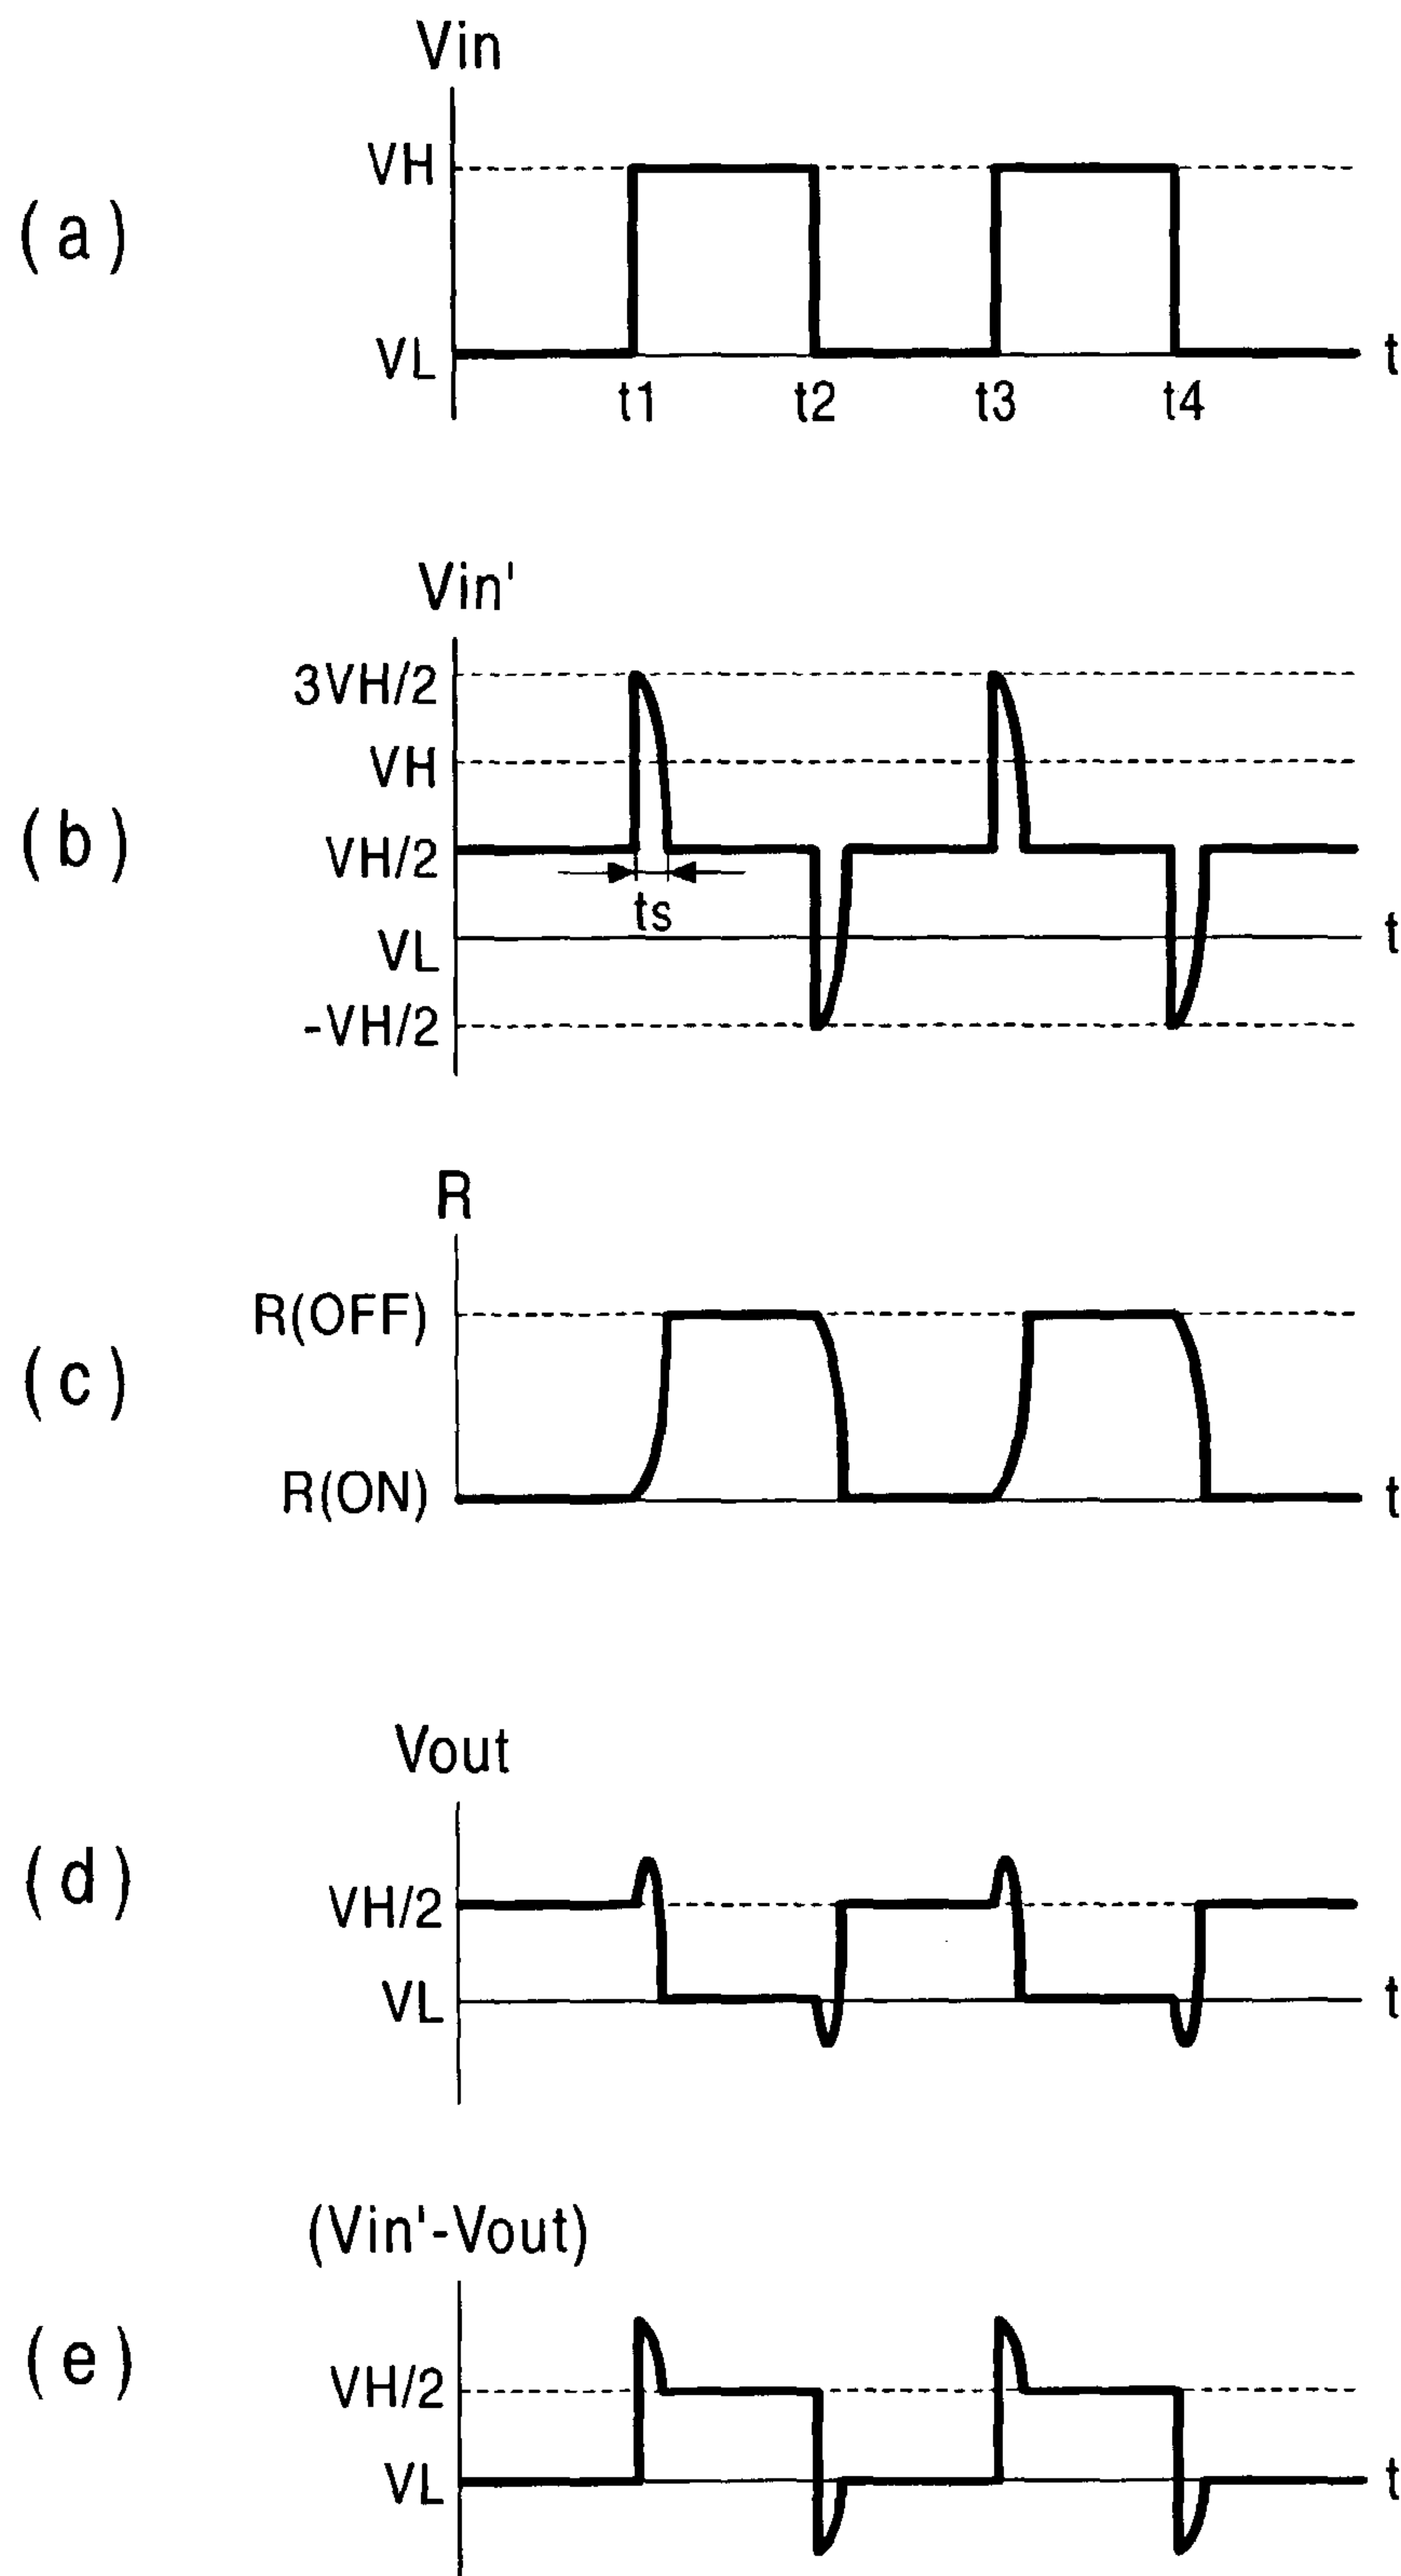 Vin
VH
(a)
VL
t
t1 t2 t3 t4
Vin'
3VH/2
VH
(b)
VH/2
ts
VL
t
-VH/2
R
R(OFF)
(c)
R(ON)
t
Vout
(d)
VH/2
VL
t
(Vin'-Vout)
(e)
VH/2
VL
t